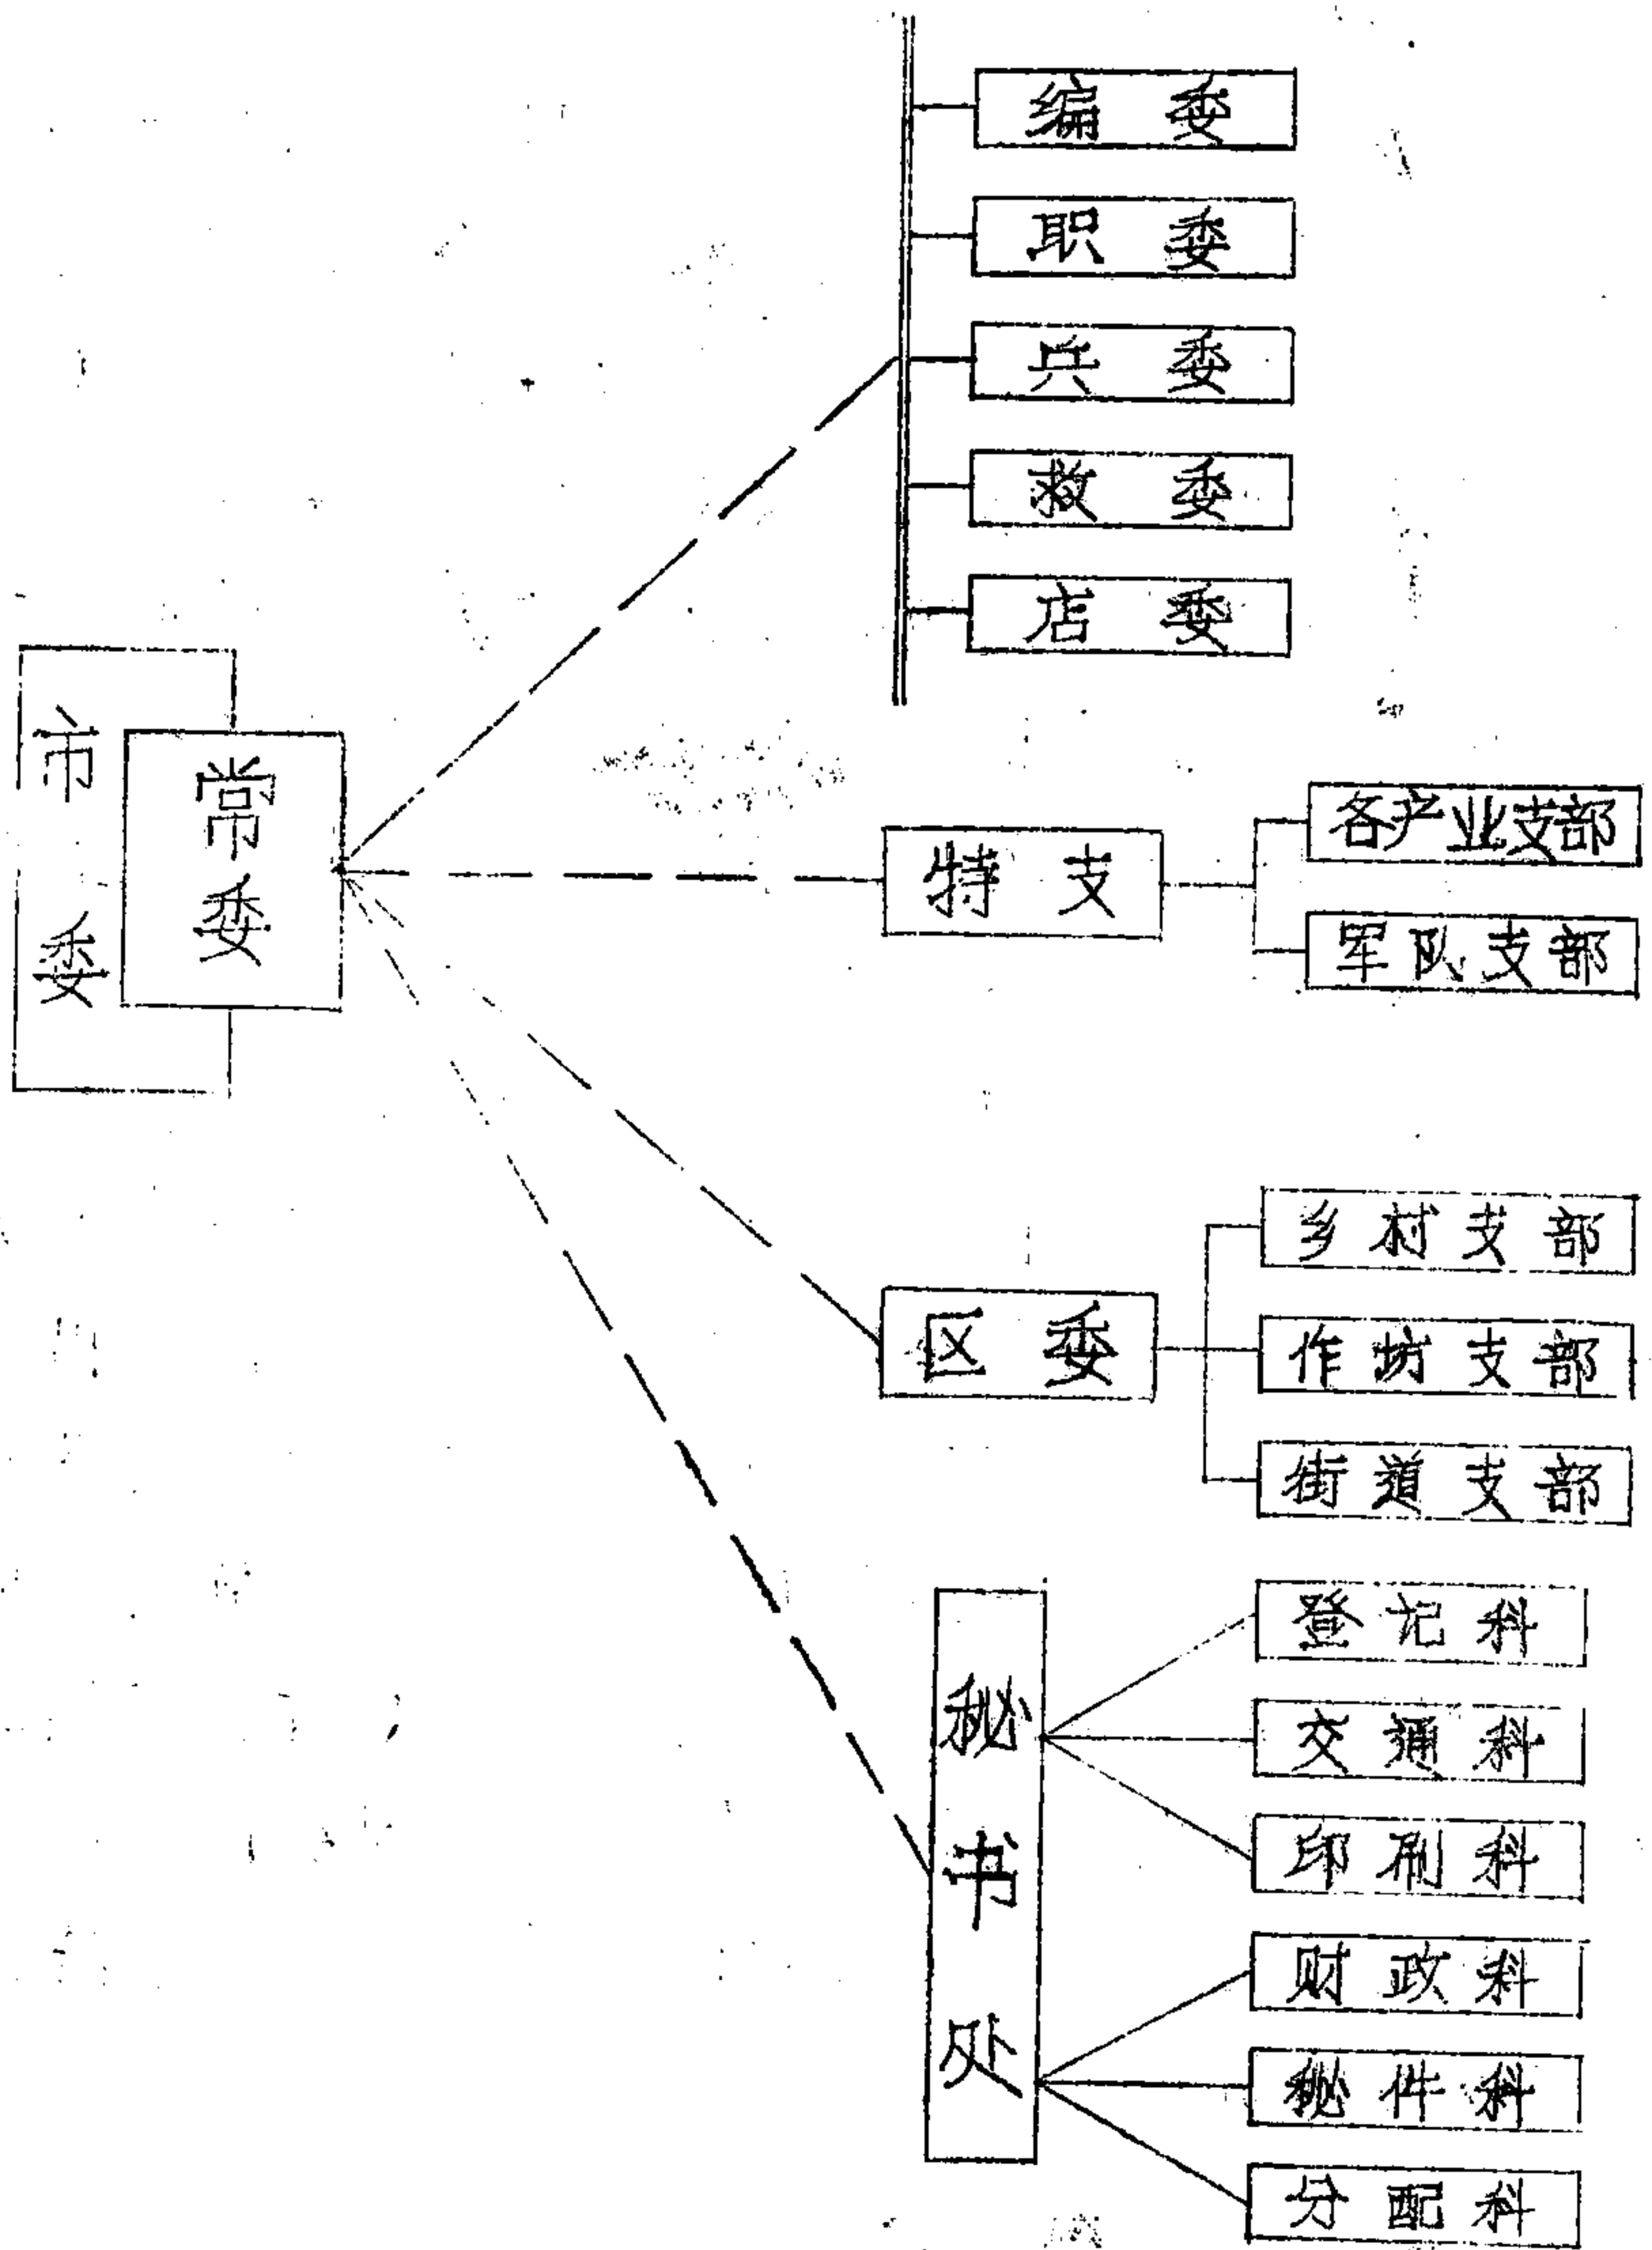 市委
常委
编委
职委
兵委
救委
店委
特支
各产业支部
军队支部
区委
乡村支部
作坊支部
街道支部
秘书处
登记科
交通科
印刷科
财政科
秘件科
分配科